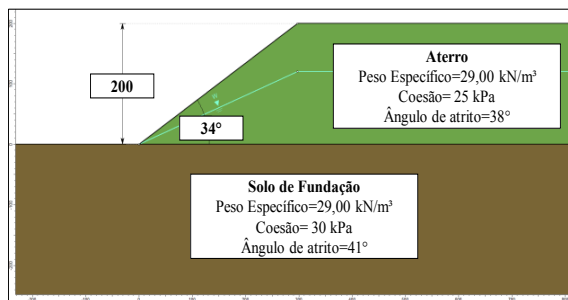 200
34°
Aterro
Peso Específico=29,00 kN/m³
Coesão= 25 kPa
Ângulo de atrito=38°
Solo de Fundação
Peso Específico=29,00 kN/m³
Coesão= 30 kPa
Ângulo de atrito=41°